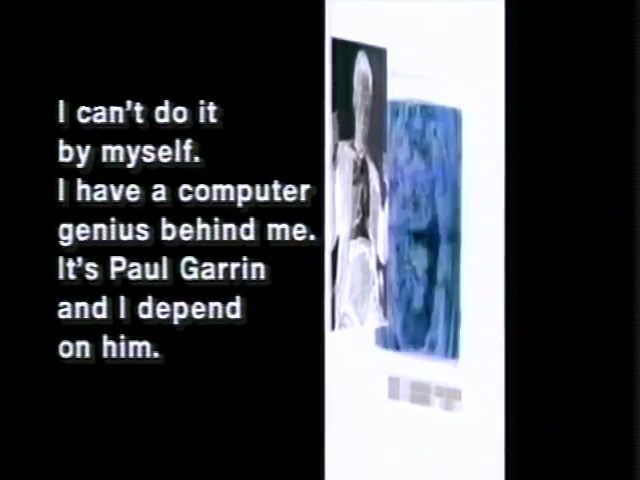 I can't do it
by myself.
I have a computer
genius behind me.
It's Paul Garrin
and I depend
on him.